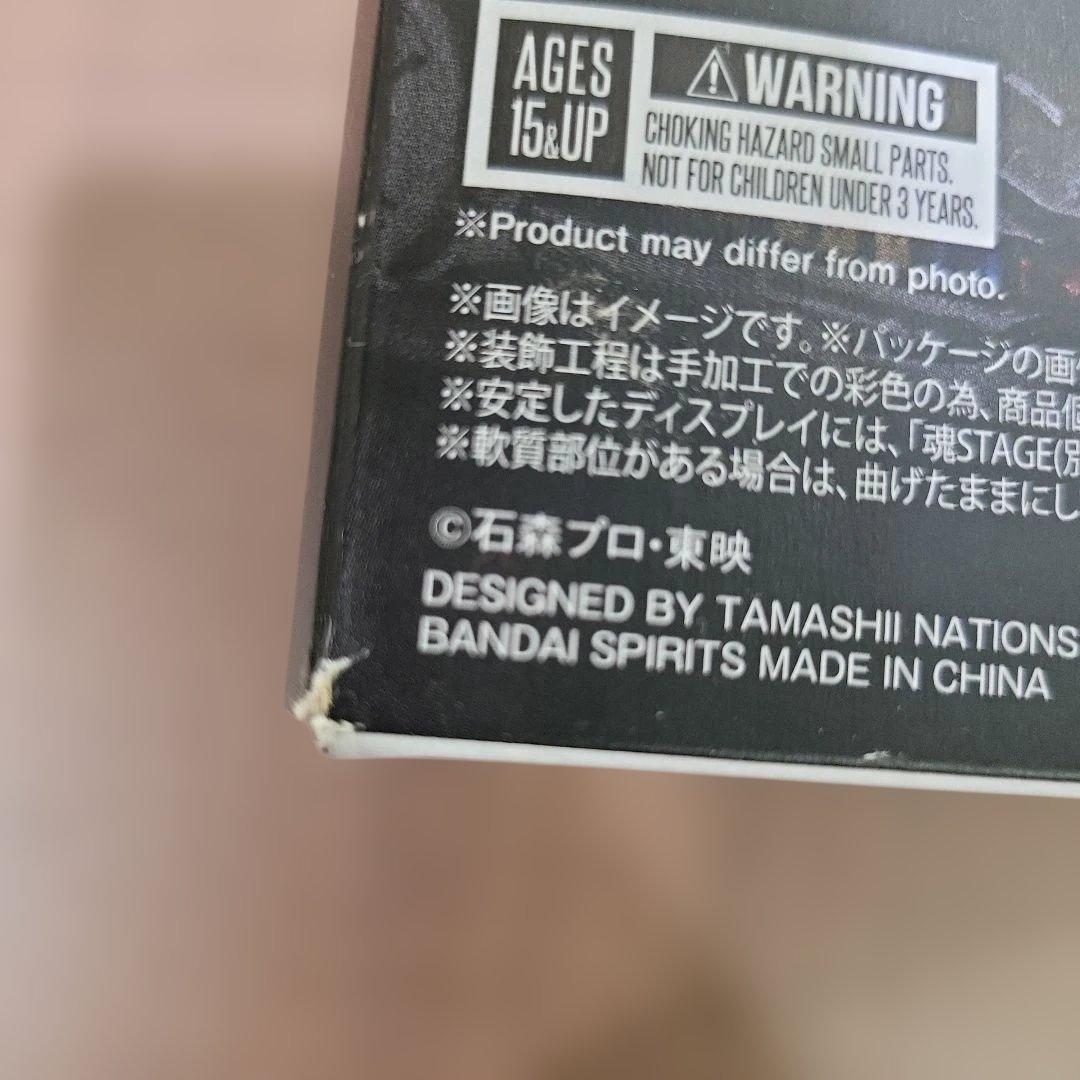 AGES
15&UP
⚠WARNING
CHOKING HAZARD SMALL PARTS.
NOT FOR CHILDREN UNDER 3 YEARS.
※Product may differ from photo.
※画像はイメージです。※パッケージの画
※装飾工程は手加工での彩色の為、商品個
※安定したディスプレイには、「魂STAGE(別
※軟質部位がある場合は、曲げたままにし
©石森プロ・東映
DESIGNED BY TAMASHII NATIONS
BANDAI SPIRITS MADE IN CHINA